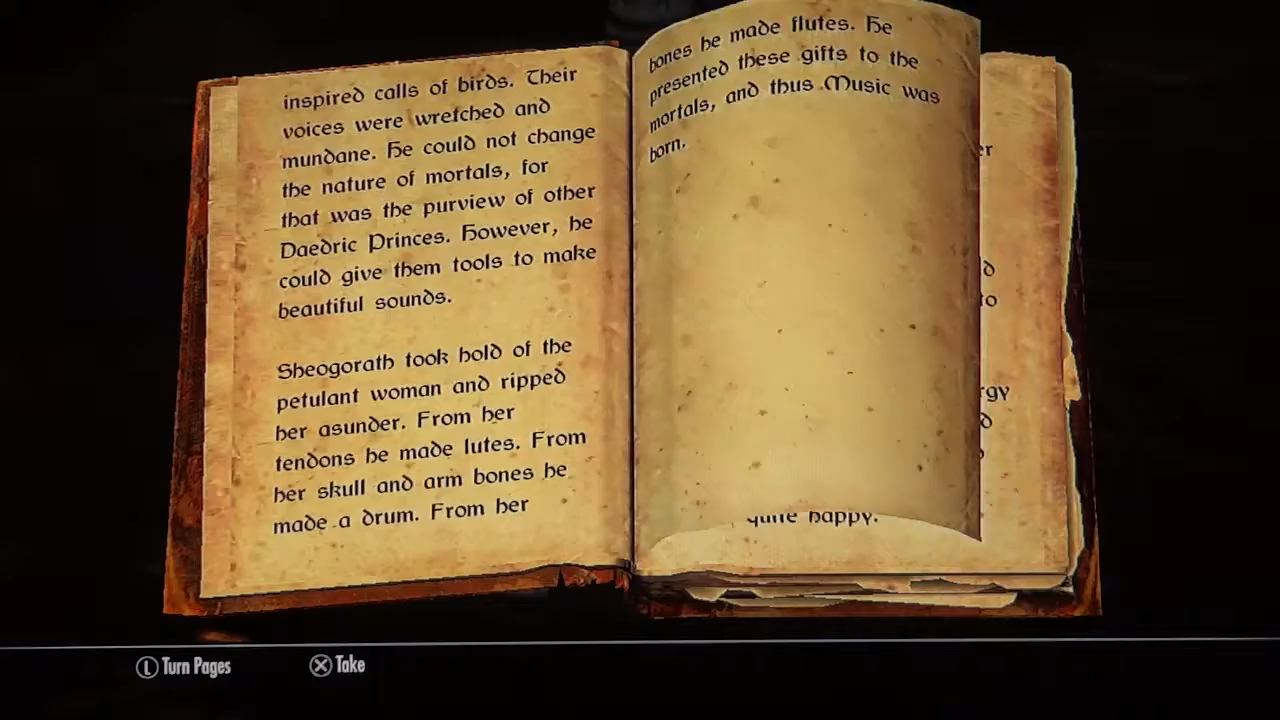 inspired calls of birds. Their
voices were wretched and
mundane. He could not change
the nature of mortals, for
that was the purview of other
Daedric Princes. However, he
could give them tools to make
beautiful sounds.
Sheogorath took hold of the
petulant woman and ripped
her asunder. From her
tendons he made lutes. From
her skull and arm bones he
made a drum. From her
bones he made flutes. He
presented these gifts to the
mortals, and thus Music was
born.
quite happy.
L Turn Pages
X Take